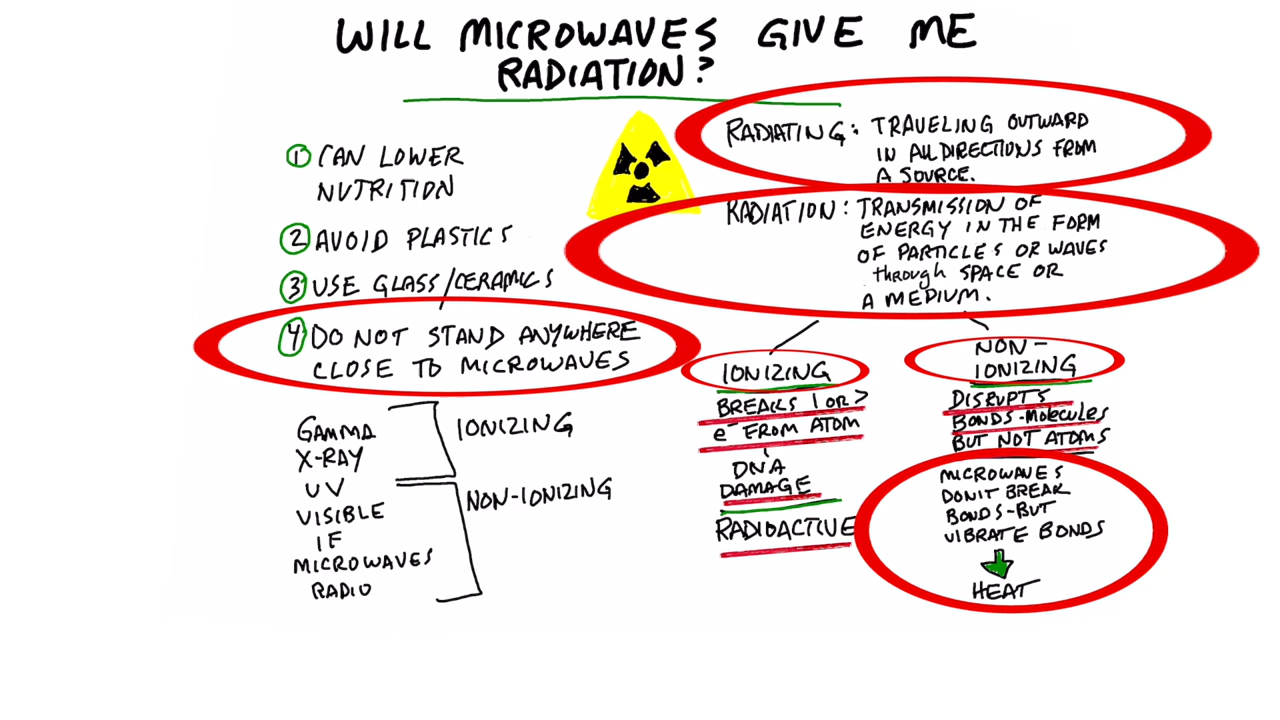 WILL MICROWAVES GIVE ME
RADIATION?
① CAN LOWER
NUTRITION
② AVOID PLASTICS
③ USE GLASS/CERAMICS
④ DO NOT STAND ANYWHERE
CLOSE TO MICROWAVES
GAMMA
X-RAY
UV
VISIBLE
IF
MICROWAVES
RADIO
IONIZING
NON-IONIZING
RADIATING: TRAVELING OUTWARD
IN All DIRECTIONS FROM
A SOURCE.
RADIATION: TRANSMISSION OF
ENERGY IN THE FORM
OF PARTICLES OR WAVES
through SPACE OR
A MEDIUM.
IONIZING
BREAKS 1 OR >
e⁻ FROM ATOM
DNA
DAMAGE
RADIOACTIVE
NON-
IONIZING
DISRUPTS
BONDS-MOLECULES
BUT NOT ATOMS
MICROWAVES
DON'T BREAK
BONDS-BUT
VIBRATE BONDS
HEAT